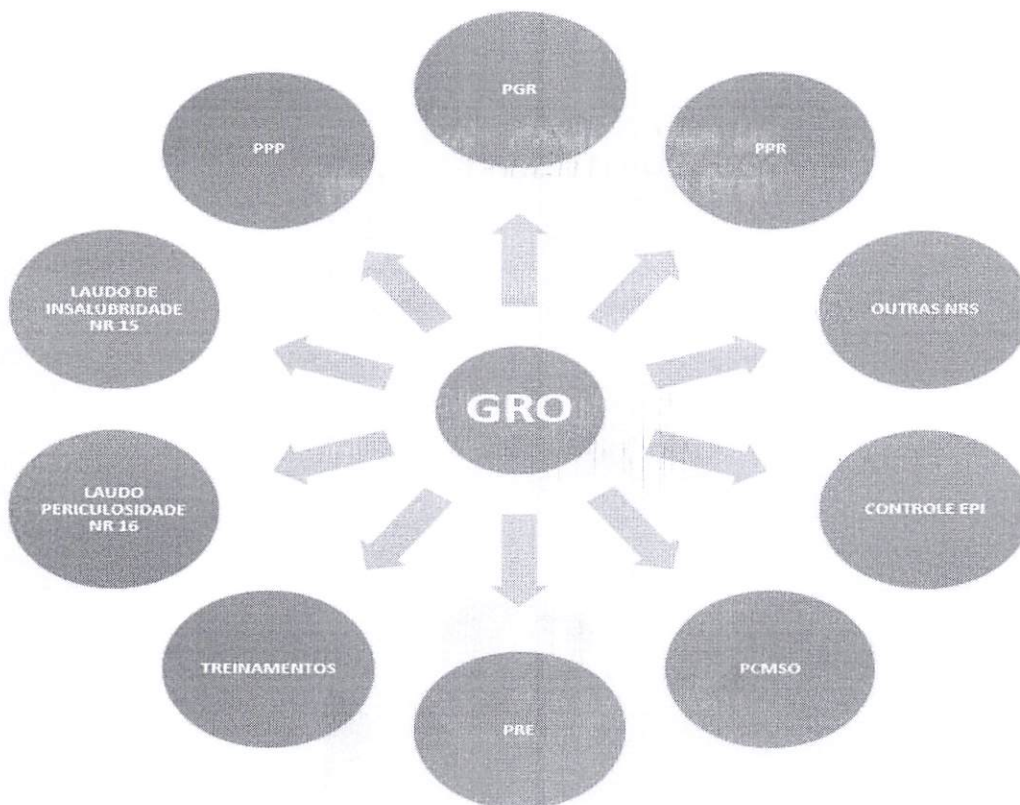 PGR
PPP
PPR
LAUDO DE
INSALUBRIDADE
NR 15
OUTRAS NRS
GRO
LAUDO
PERICULOSIDADE
NR 16
CONTROLE EPI
TREINAMENTOS
PCMSO
PRE